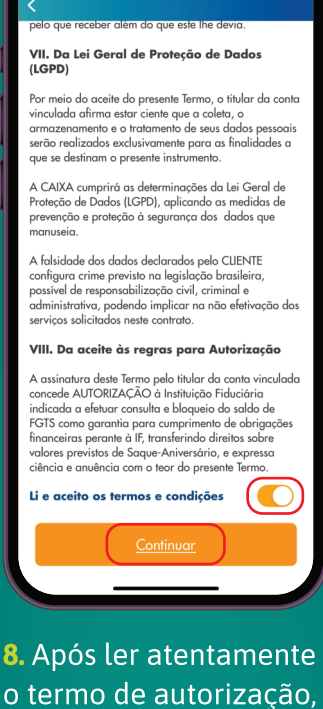 pelo que receber além do que este lhe devia.
VII. Da Lei Geral de Proteção de Dados
(LGPD)
Por meio do aceite do presente Termo, o titular da conta
vinculada afirma estar ciente que a coleta, o
armazenamento e o tratamento de seus dados pessoais
serão realizados exclusivamente para as finalidades a
que se destinam o presente instrumento.
A CAIXA cumprirá as determinações da Lei Geral de
Proteção de Dados (LGPD), aplicando as medidas de
prevenção e proteção à segurança dos dados que
manuseia.
A falsidade dos dados declarados pelo CLIENTE
configura crime previsto na legislação brasileira,
possível de responsabilização civil, criminal e
administrativa, podendo implicar na não efetivação dos
serviços solicitados neste contrato.
VIII. Da aceite às regras para Autorização
A assinatura deste Termo pelo titular da conta vinculada
concede AUTORIZAÇÃO à Instituição Fiduciária
indicada a efetuar consulta e bloqueio do saldo de
FGTS como garantia para cumprimento de obrigações
financeiras perante à IF, transferindo direitos sobre
valores previstos de Saque-Aniversário, e expressa
ciência e anuência com o teor do presente Termo.
Li e aceito os termos e condições
Continuar
8. Após ler atentamente
o termo de autorização,